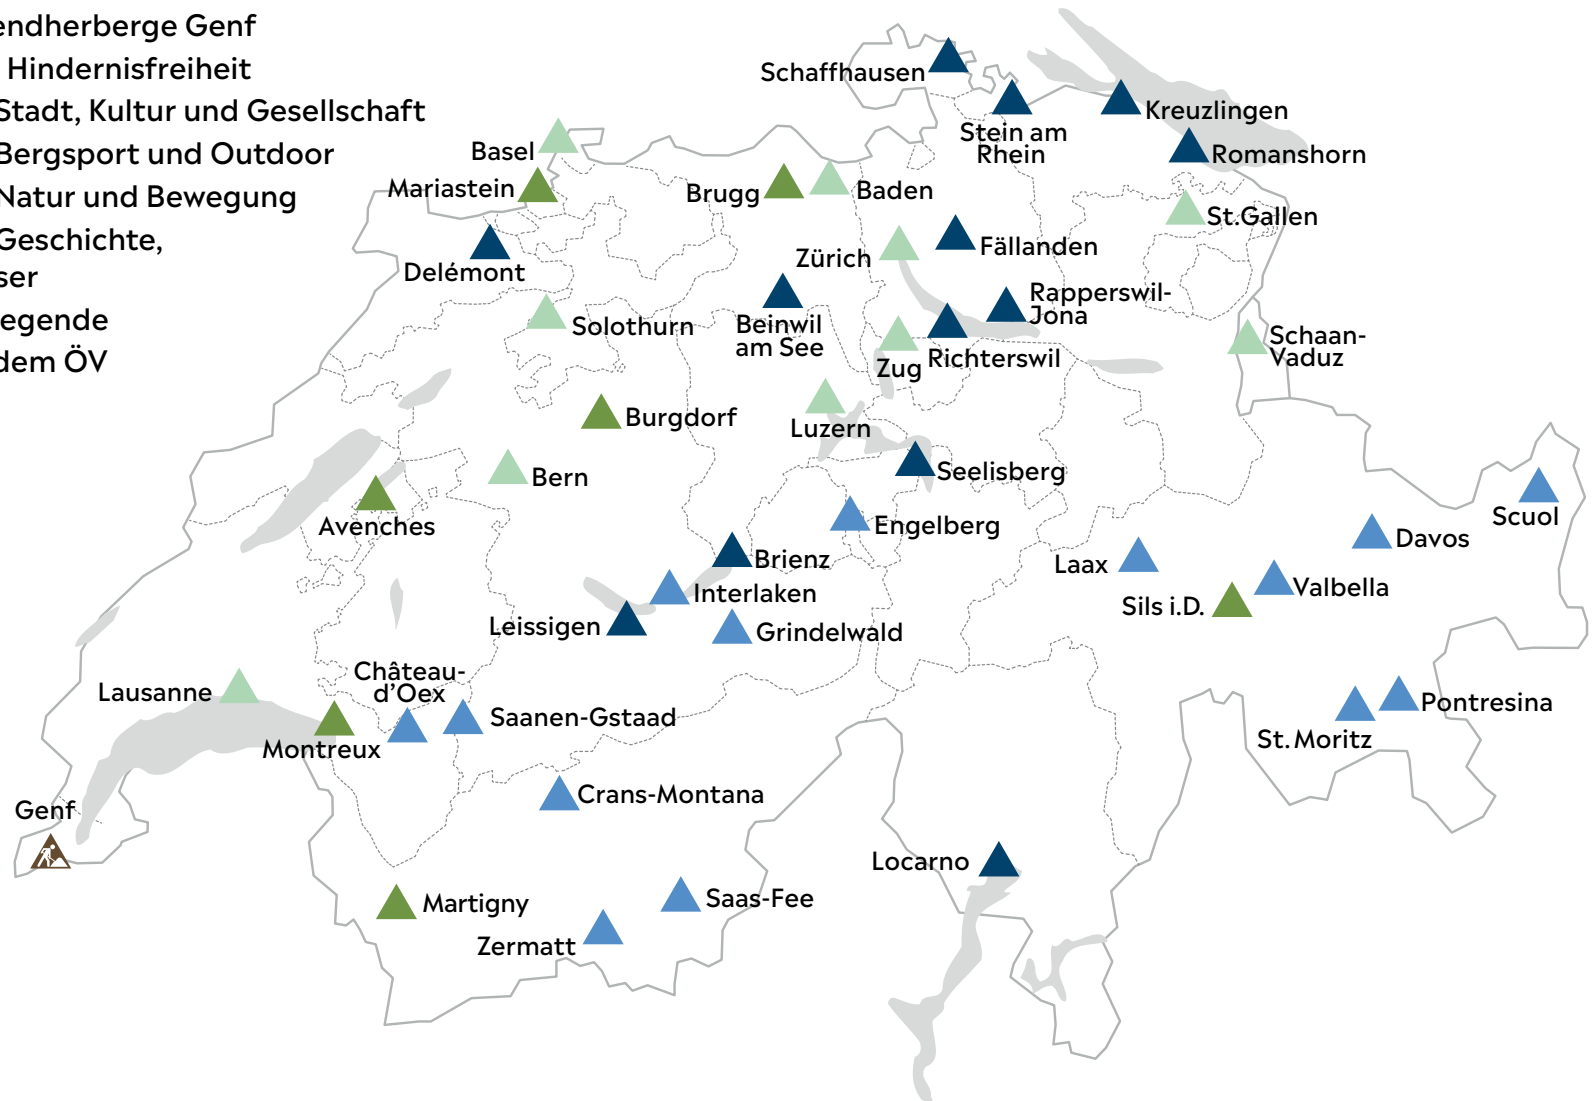 endherberge Genf
Hindernisfreiheit
Stadt, Kultur und Gesellschaft
Bergsport und Outdoor
Natur und Bewegung
Geschichte,
ser
egende
dem ÖV
Schaffhausen
Stein am
Rhein
Kreuzlingen
Romanshorn
Basel
Mariastein
Brugg
Baden
St.Gallen
Delémont
Zürich
Fällanden
Solothurn
Beinwil
am See
Rapperswil-
Jona
Zug
Richterswil
Schaan-
Vaduz
Burgdorf
Luzern
Bern
Seelisberg
Avenches
Engelberg
Scuol
Davos
Brienz
Laax
Interlaken
Valbella
Sils i.D.
Leissigen
Grindelwald
Château-
d'Oex
Lausanne
Saanen-Gstaad
Pontresina
Montreux
St. Moritz
Crans-Montana
Genf
Locarno
Martigny
Saas-Fee
Zermatt